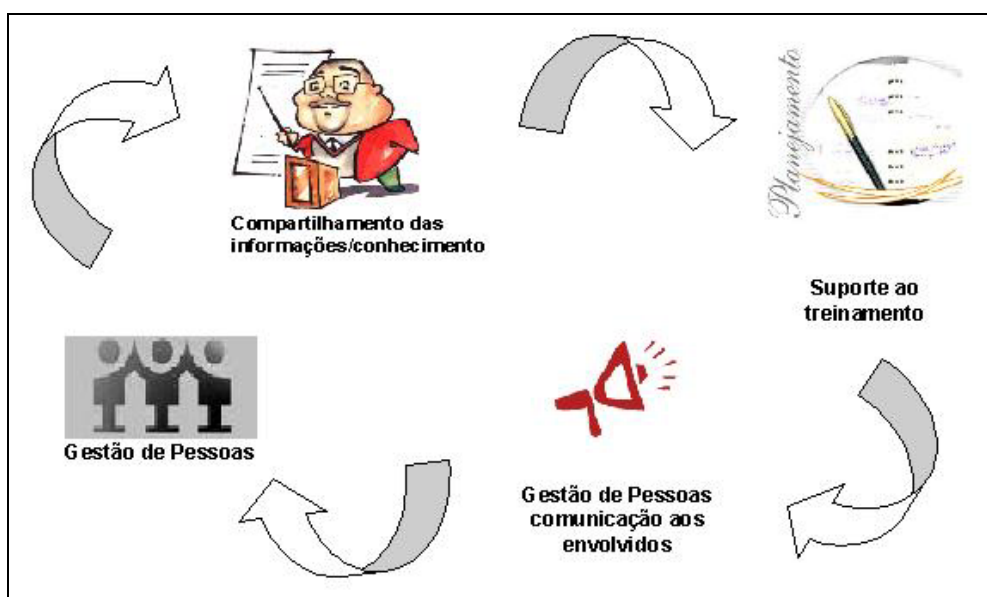 Planejamento
Compartilhamento das
informações/conhecimento
Suporte ao
treinamento
Gestão de Pessoas
Gestão de Pessoas
comunicação aos
envolvidos